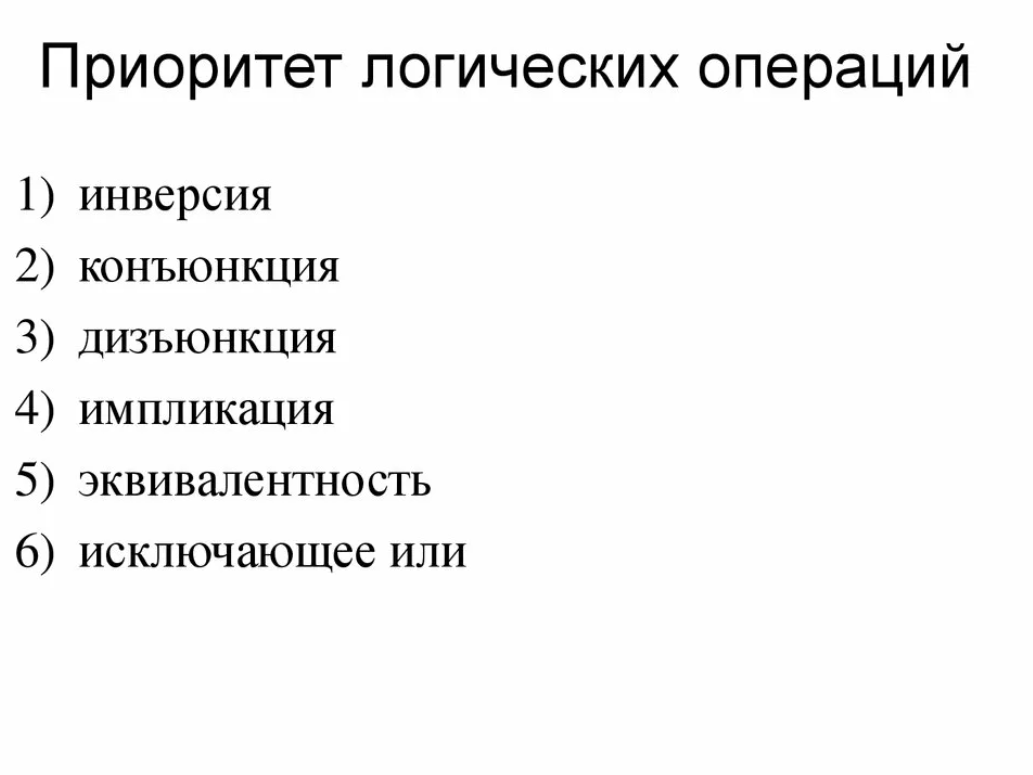 Приоритет логических операций
1) инверсия
2) конъюнкция
3) дизъюнкция
4) импликация
5) эквивалентность
6) исключающее или